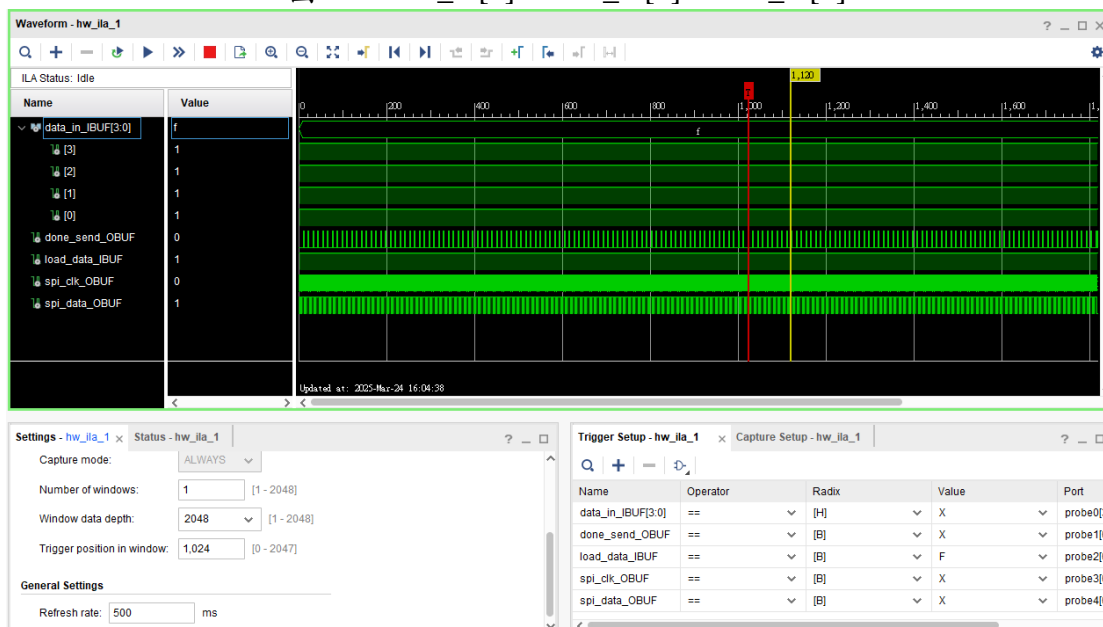 Waveform - hw_ila_1
ILA Status: Idle
1,120
Name Value
0 200 400 600 800 1,000 1,200 1,400 1,600
data_in_IBUF[3:0] f f
[3] 1
[2] 1
[1] 1
[0] 1
done_send_OBUF 0
load_data_IBUF 1
spi_clk_OBUF 0
spi_data_OBUF 1
Updated at: 2025-Mar-24 16:04:38
Settings - hw_ila_1 Status - hw_ila_1
Capture mode: ALWAYS
Number of windows: 1 [1 - 2048]
Window data depth: 2048 [1 - 2048]
Trigger position in window: 1,024 [0 - 2047]
General Settings
Refresh rate: 500 ms
Trigger Setup - hw_ila_1 Capture Setup - hw_ila_1
Name Operator Radix Value Port
data_in_IBUF[3:0] == [H] X probe0[
done_send_OBUF == [B] X probe1[
load_data_IBUF == [B] F probe2[
spi_clk_OBUF == [B] X probe3[
spi_data_OBUF == [B] X probe4[